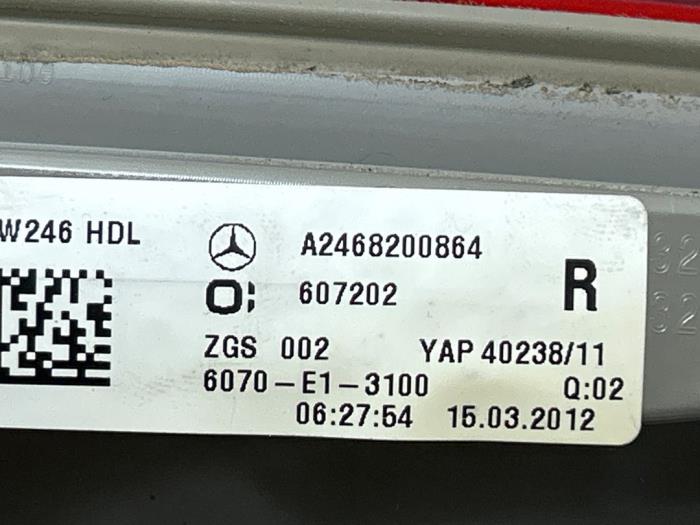 W246 HDL
A2468200864
607202
R
ZGS 002 YAP 40238/11
6070-E1-3100 Q:02
06:27:54 15.03.2012